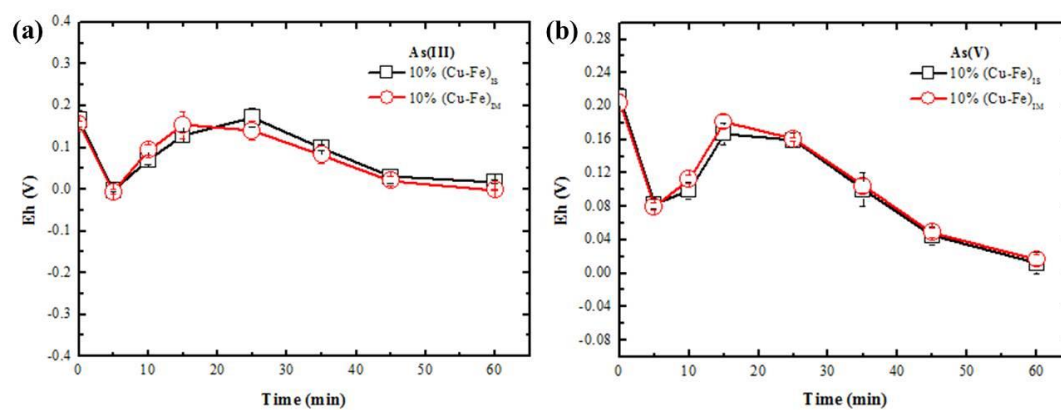 (a)
0.4
0.3
0.2
0.1
0.0
-0.1
-0.2
-0.3
-0.4
Eh (V)
As(III)
10% (Cu-Fe)IS
10% (Cu-Fe)IM
0 10 20 30 40 50 60
Time (min)
(b)
0.28
0.24
0.20
0.16
0.12
0.08
0.04
0.00
-0.04
-0.08
Eh (V)
As(V)
10% (Cu-Fe)IS
10% (Cu-Fe)IM
0 10 20 30 40 50 60
Time (min)